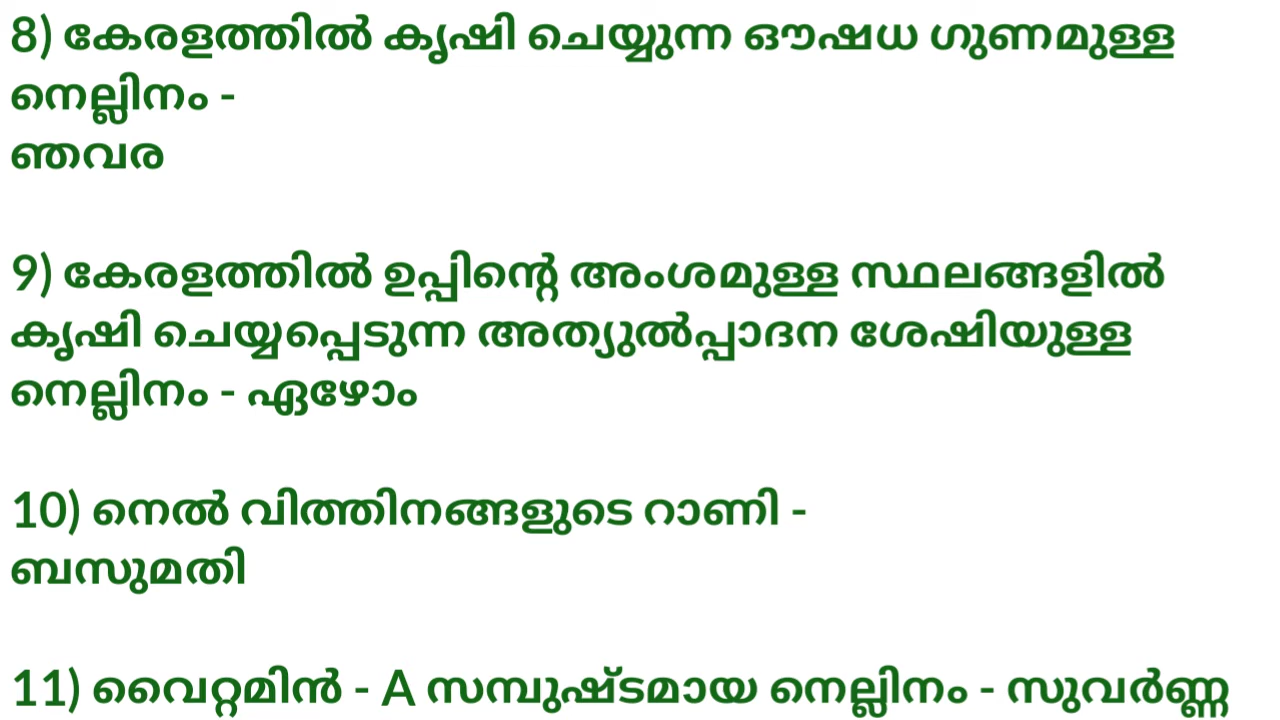 8) കേരളത്തിൽ കൃഷി ചെയ്യുന്ന ഔഷധ ഗുണമുള്ള
നെല്ലിനം -
ഞവര
9) കേരളത്തിൽ ഉപ്പിന്റെ അംശമുള്ള സ്ഥലങ്ങളിൽ
കൃഷി ചെയ്യപ്പെടുന്ന അത്യുൽപ്പാദന ശേഷിയുള്ള
നെല്ലിനം - ഏഴോം
10) നെൽ വിത്തിനങ്ങളുടെ റാണി -
ബസുമതി
11) വൈറ്റമിൻ - A സമ്പുഷ്ടമായ നെല്ലിനം - സുവർണ്ണ